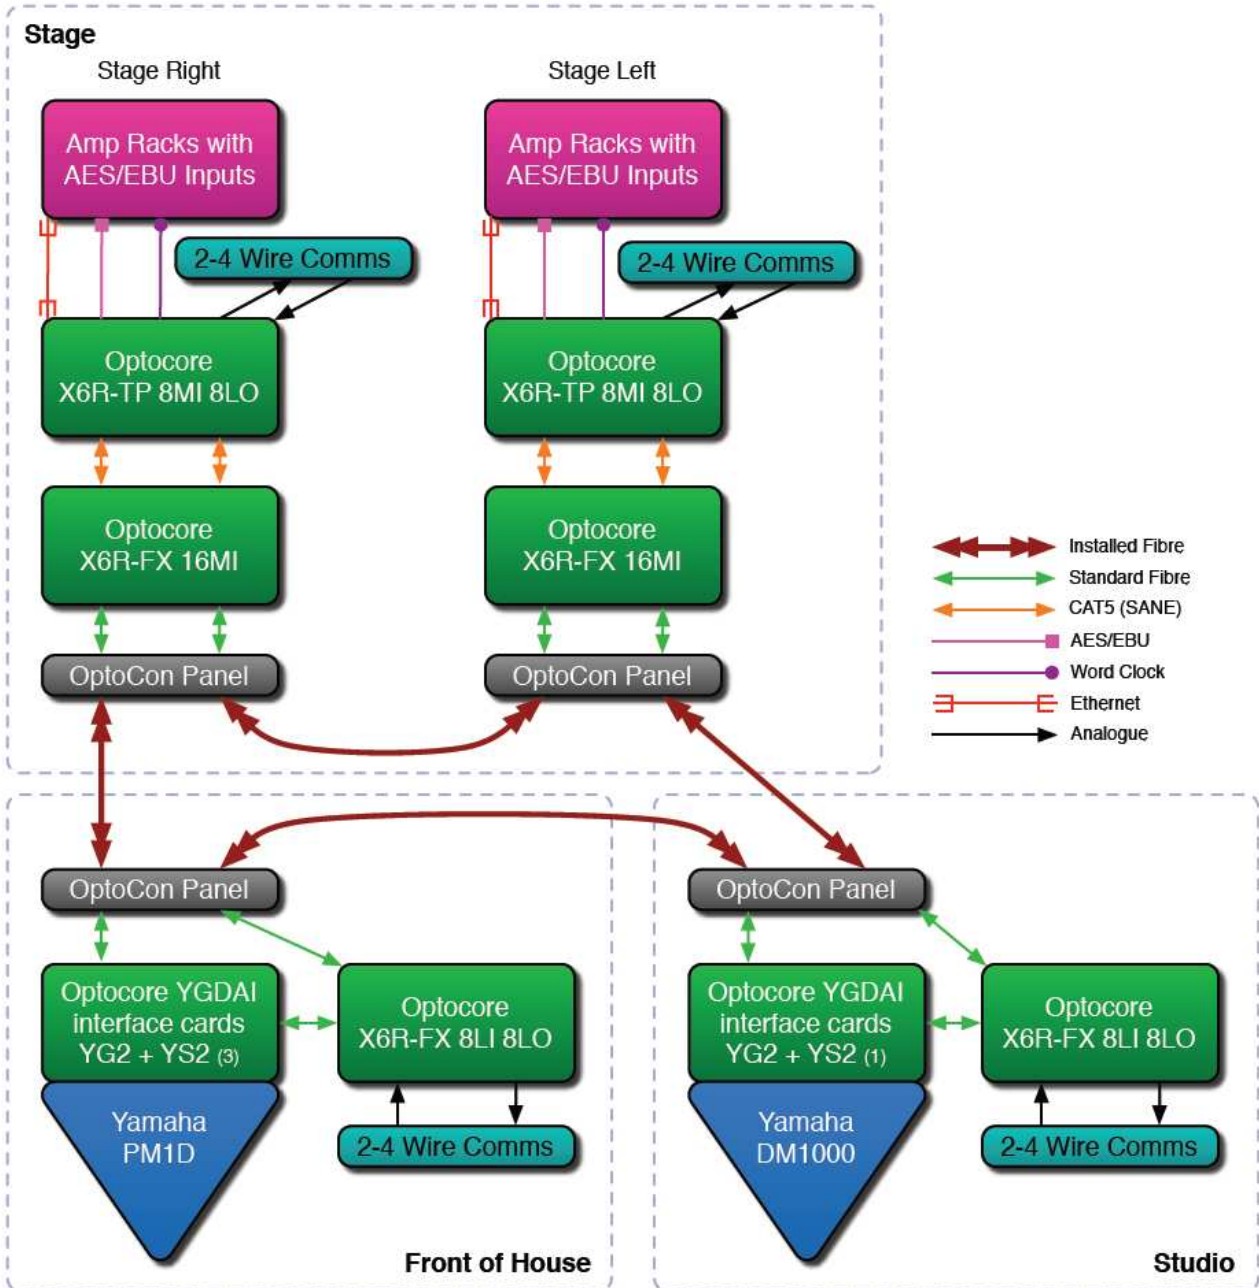 Stage
Stage Right
Stage Left
Amp Racks with
AES/EBU Inputs
Amp Racks with
AES/EBU Inputs
2-4 Wire Comms
2-4 Wire Comms
Optocore
X6R-TP 8MI 8LO
Optocore
X6R-TP 8MI 8LO
Optocore
X6R-FX 16MI
Optocore
X6R-FX 16MI
OptoCon Panel
OptoCon Panel
Installed Fibre
Standard Fibre
CAT5 (SANE)
AES/EBU
Word Clock
Ethernet
Analogue
OptoCon Panel
Optocore YGDAI
interface cards
YG2 + YS2 (3)
Optocore
X6R-FX 8LI 8LO
Yamaha
PM1D
2-4 Wire Comms
Front of House
OptoCon Panel
Optocore YGDAI
interface cards
YG2 + YS2 (1)
Optocore
X6R-FX 8LI 8LO
Yamaha
DM1000
2-4 Wire Comms
Studio